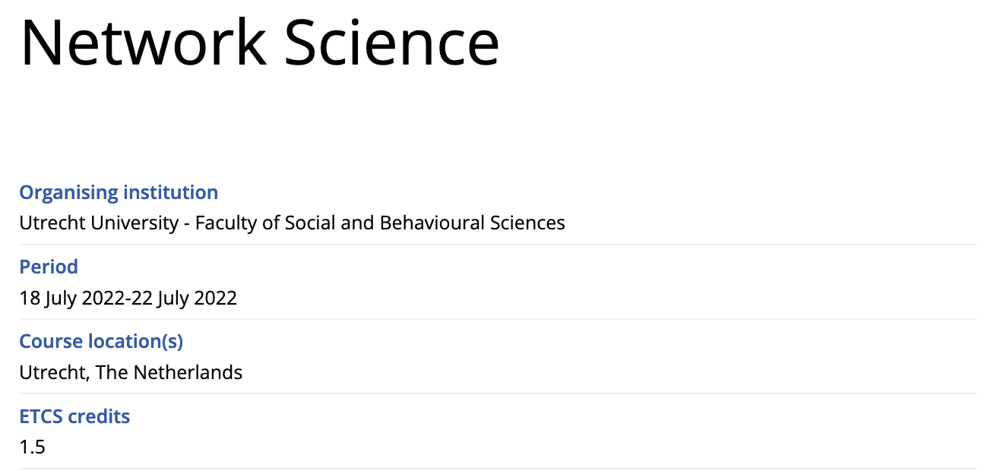 Network Science
Organising institution
Utrecht University - Faculty of Social and Behavioural Sciences
Period
18 July 2022-22 July 2022
Course location(s)
Utrecht, The Netherlands
ETCS credits
1.5